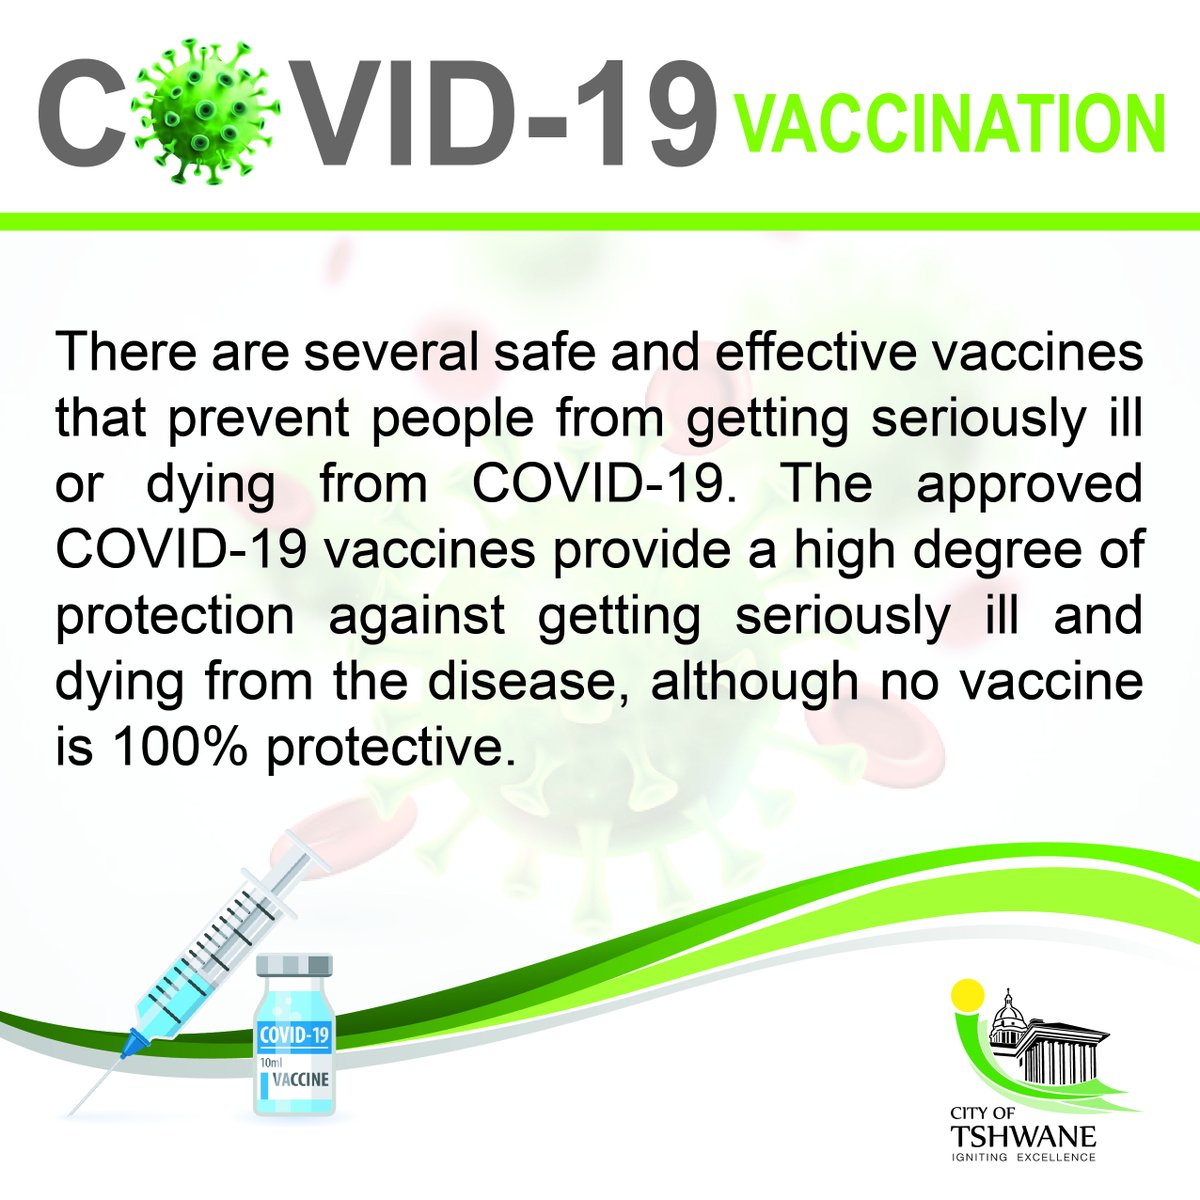 COVID-19 VACCINATION
There are several safe and effective vaccines
that prevent people from getting seriously ill
or dying from COVID-19. The approved
COVID-19 vaccines provide a high degree of
protection against getting seriously ill and
dying from the disease, although no vaccine
is 100% protective.
COVID-19
10ml
VACCINE
CITY OF
TSHWANE
IGNITING EXCELLENCE